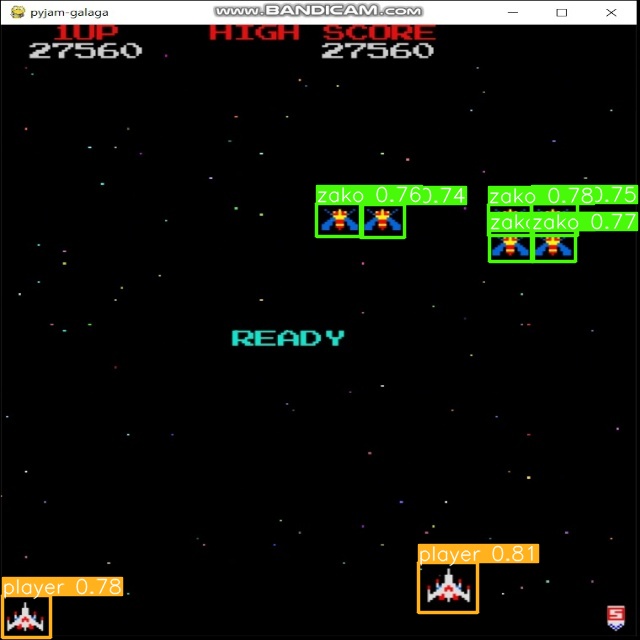 pyjam-galaga
WWW.BANDICAM.COM
1UP HIGH SCORE
27560 27560
zako 0.76 0.74 zako 0.78 0.75
zako zako 0.77
READY
player 0.81
player 0.78
S